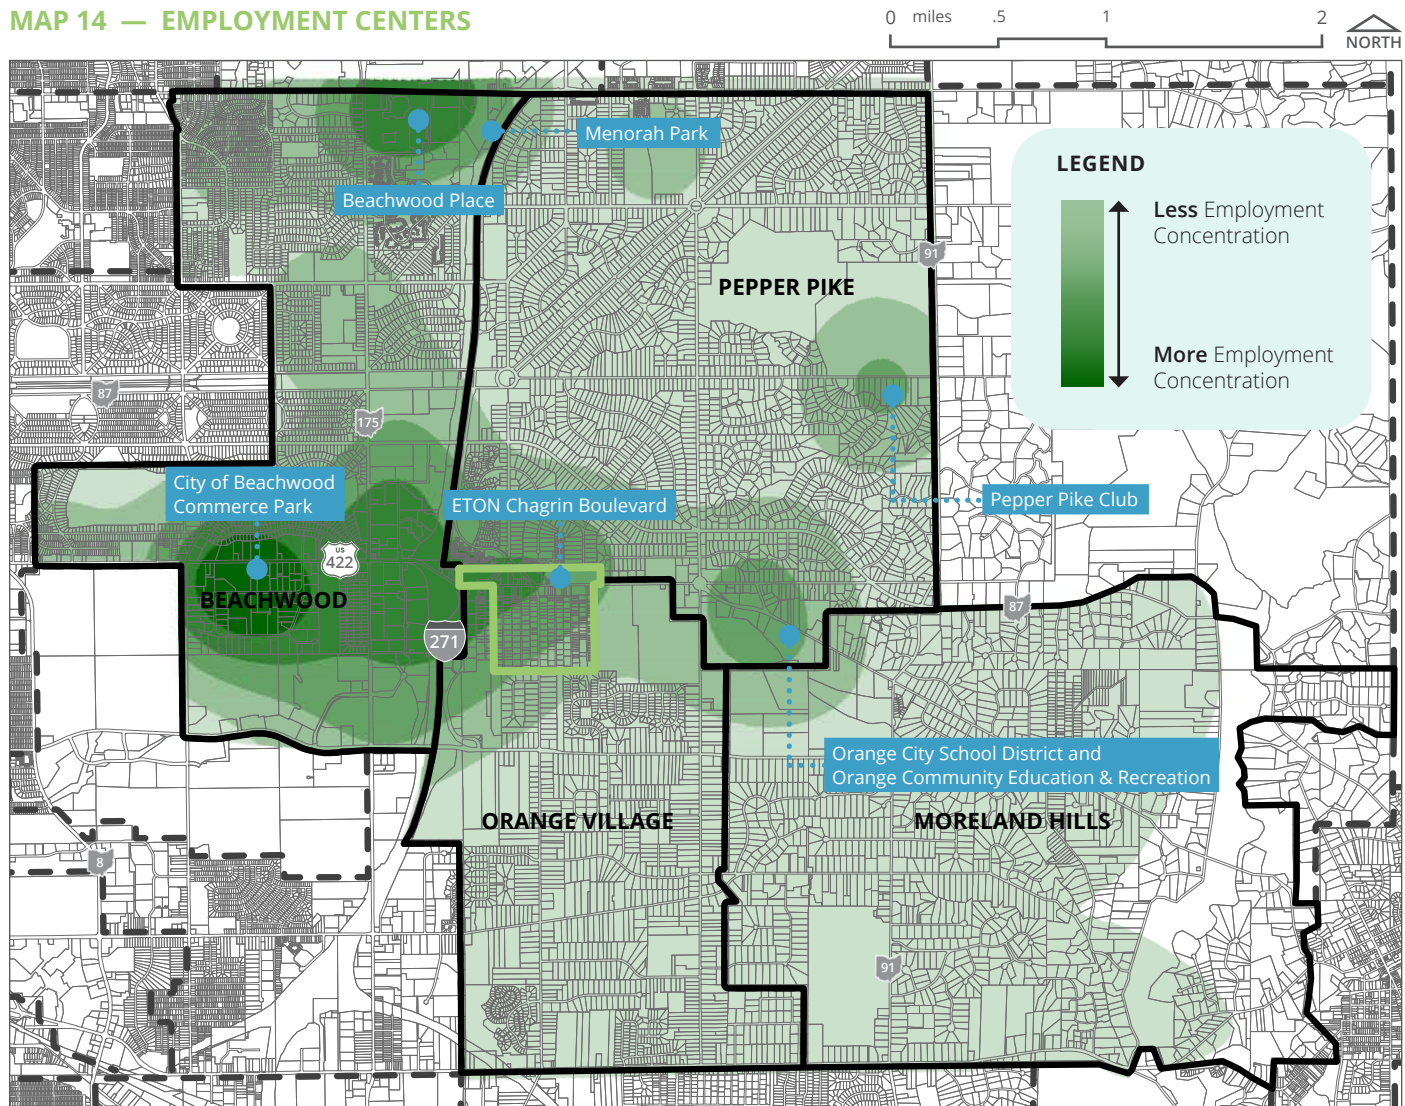 MAP 14 — EMPLOYMENT CENTERS
0 miles .5 1 2
NORTH
Menorah Park
LEGEND
Beachwood Place
Less Employment
Concentration
91
PEPPER PIKE
More Employment
Concentration
87
175
City of Beachwood
Commerce Park
ETON Chagrin Boulevard
Pepper Pike Club
US
422
BEACHWOOD
87
271
Orange City School District and
Orange Community Education & Recreation
ORANGE VILLAGE
MORELAND HILLS
8
91